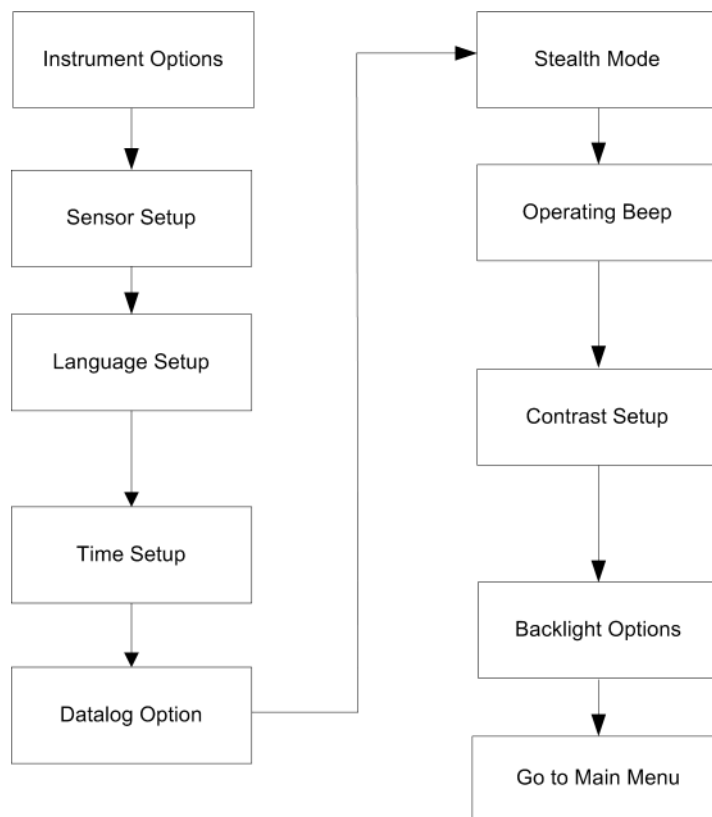 Instrument Options
Sensor Setup
Language Setup
Time Setup
Datalog Option
Stealth Mode
Operating Beep
Contrast Setup
Backlight Options
Go to Main Menu